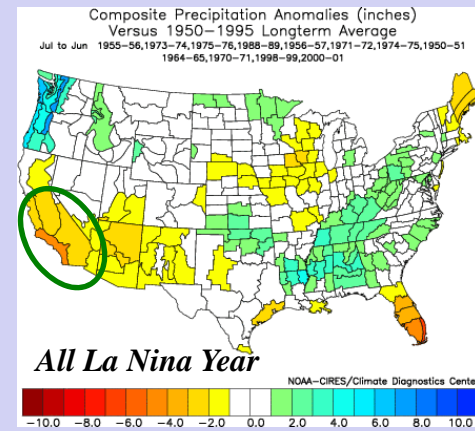 Composite Precipitation Anomalies (inches)
Versus 1950−1995 Longterm Average
Jul to Jun 1955−56,1973−74,1975−76,1988−89,1956−57,1971−72,1974−75,1950−51
1964−65,1970−71,1998−99,2000−01
All La Nina Year
NOAA−CIRES/Climate Diagnostics Cente
−10.0 −8.0 −6.0 −4.0 −2.0 0.0 2.0 4.0 6.0 8.0 10.0